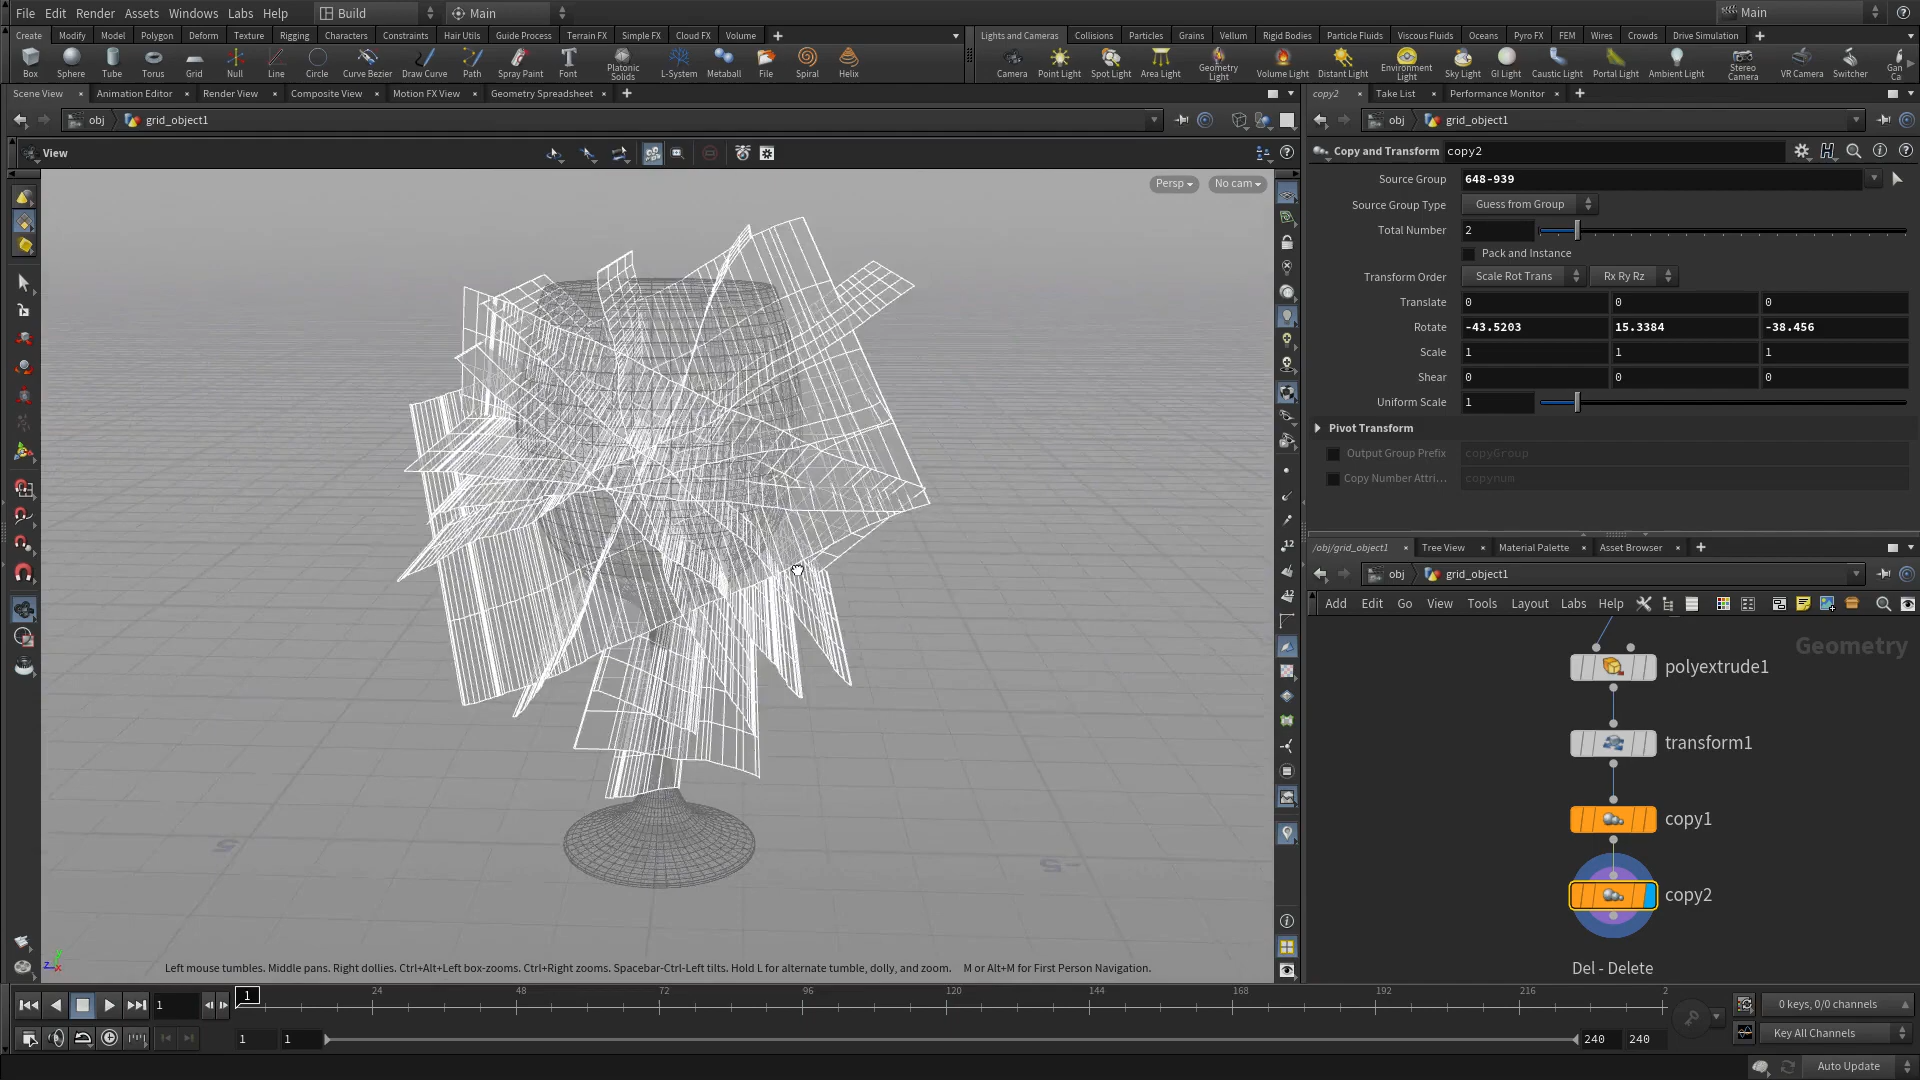 File Edit Render Assets Windows Labs Help Build Main Main
Create Modify Model Polygon Deform Texture Rigging Characters Constraints Hair Utils Guide Process Terrain FX Simple FX Cloud FX Volume
Box Sphere Tube Torus Grid Null Line Circle Curve Bezier Draw Curve Path Spray Paint Font Platonic Solids L-System Metaball File Spiral Helix
Lights and Cameras Collisions Particles Grains Vellum Rigid Bodies Particle Fluids Viscous Fluids Oceans Pyro FX FEM Wires Crowds Drive Simulation
Camera Point Light Spot Light Area Light Geometry Light Volume Light Distant Light Environment Light Sky Light GI Light Caustic Light Portal Light Ambient Light Stereo Camera VR Camera Switcher Gan Ca
Scene View Animation Editor Render View Composite View Motion FX View Geometry Spreadsheet
obj grid_object1
View
Persp No cam
5
-5
Left mouse tumbles. Middle pans. Right dollies. Ctrl+Alt+Left box-zooms. Ctrl+Right zooms. Spacebar-Ctrl-Left tilts. Hold L for alternate tumble, dolly, and zoom. M or Alt+M for First Person Navigation.
z y x
copy2 Take List Performance Monitor
obj grid_object1
Copy and Transform copy2
Source Group 648-939
Source Group Type Guess from Group
Total Number 2
Pack and Instance
Transform Order Scale Rot Trans Rx Ry Rz
Translate 0 0 0
Rotate -43.5203 15.3384 -38.456
Scale 1 1 1
Shear 0 0 0
Uniform Scale 1
Pivot Transform
Output Group Prefix copyGroup
Copy Number Attri... copynum
/obj/grid_object1 Tree View Material Palette Asset Browser
obj grid_object1
Add Edit Go View Tools Layout Labs Help
Geometry
polyextrude1
transform1
copy1
copy2
Del - Delete
1 1 24 48 72 96 120 144 168 192 216 2
0 keys, 0/0 channels
1 1 240 240
Key All Channels
Auto Update